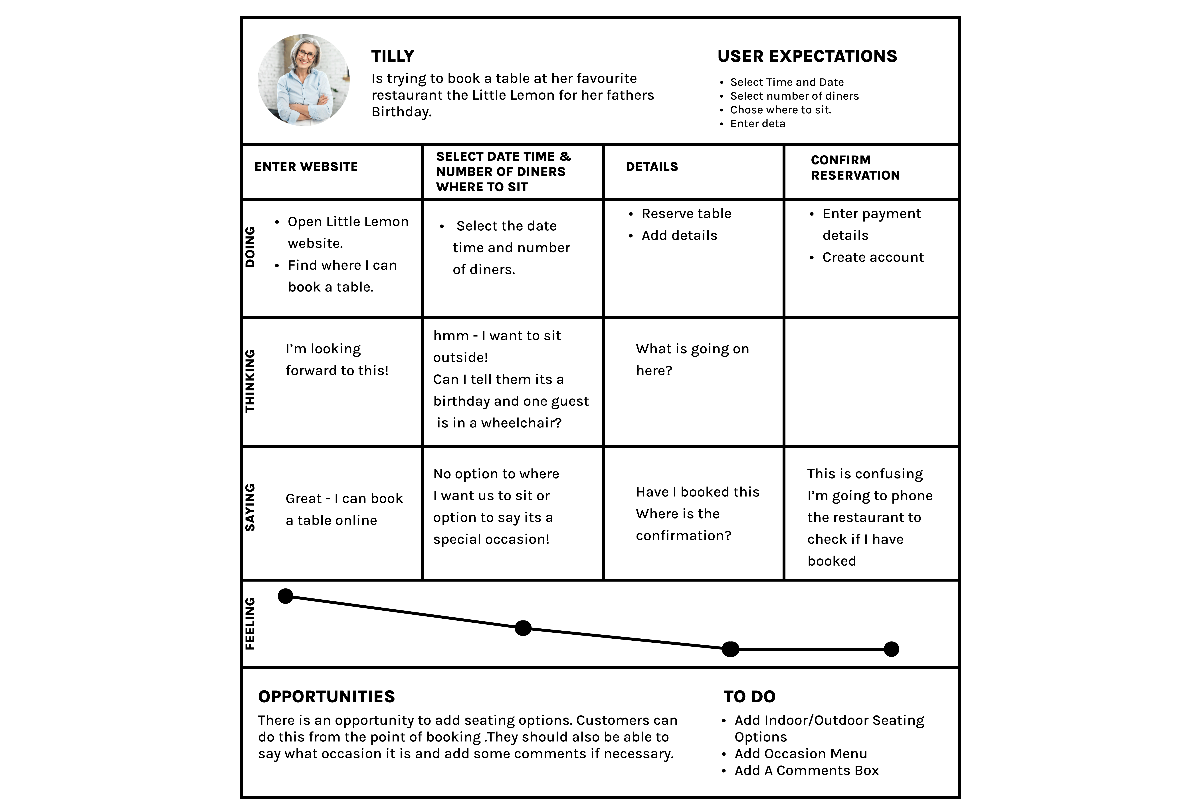 TILLY
Is trying to book a table at her favourite
restaurant the Little Lemon for her fathers
Birthday.
USER EXPECTATIONS
• Select Time and Date
• Select number of diners
• Chose where to sit.
• Enter deta
ENTER WEBSITE
SELECT DATE TIME &
NUMBER OF DINERS
WHERE TO SIT
DETAILS
CONFIRM
RESERVATION
DOING
• Open Little Lemon
website.
• Find where I can
book a table.
• Select the date
time and number
of diners.
• Reserve table
• Add details
• Enter payment
details
• Create account
THINKING
I'm looking
forward to this!
hmm - I want to sit
outside!
Can I tell them its a
birthday and one guest
is in a wheelchair?
What is going on
here?
SAYING
Great - I can book
a table online
No option to where
I want us to sit or
option to say its a
special occasion!
Have I booked this
Where is the
confirmation?
This is confusing
I'm going to phone
the restaurant to
check if I have
booked
FEELING
OPPORTUNITIES
There is an opportunity to add seating options. Customers can
do this from the point of booking .They should also be able to
say what occasion it is and add some comments if necessary.
TO DO
• Add Indoor/Outdoor Seating
Options
• Add Occasion Menu
• Add A Comments Box